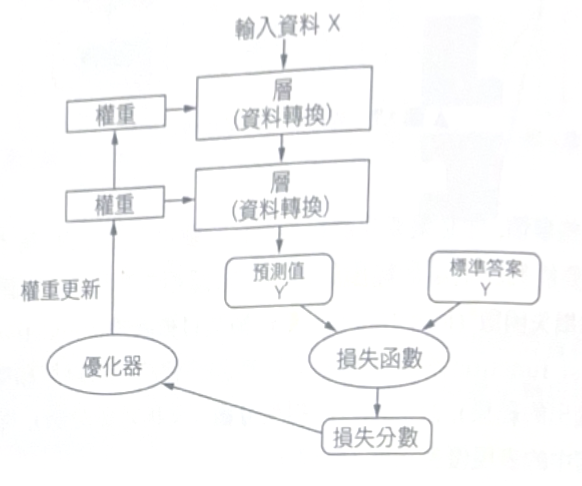 輸入資料 X
層
(資料轉換)
權重
層
(資料轉換)
權重
預測值
Y'
標準答案
Y
權重更新
優化器
損失函數
損失分數